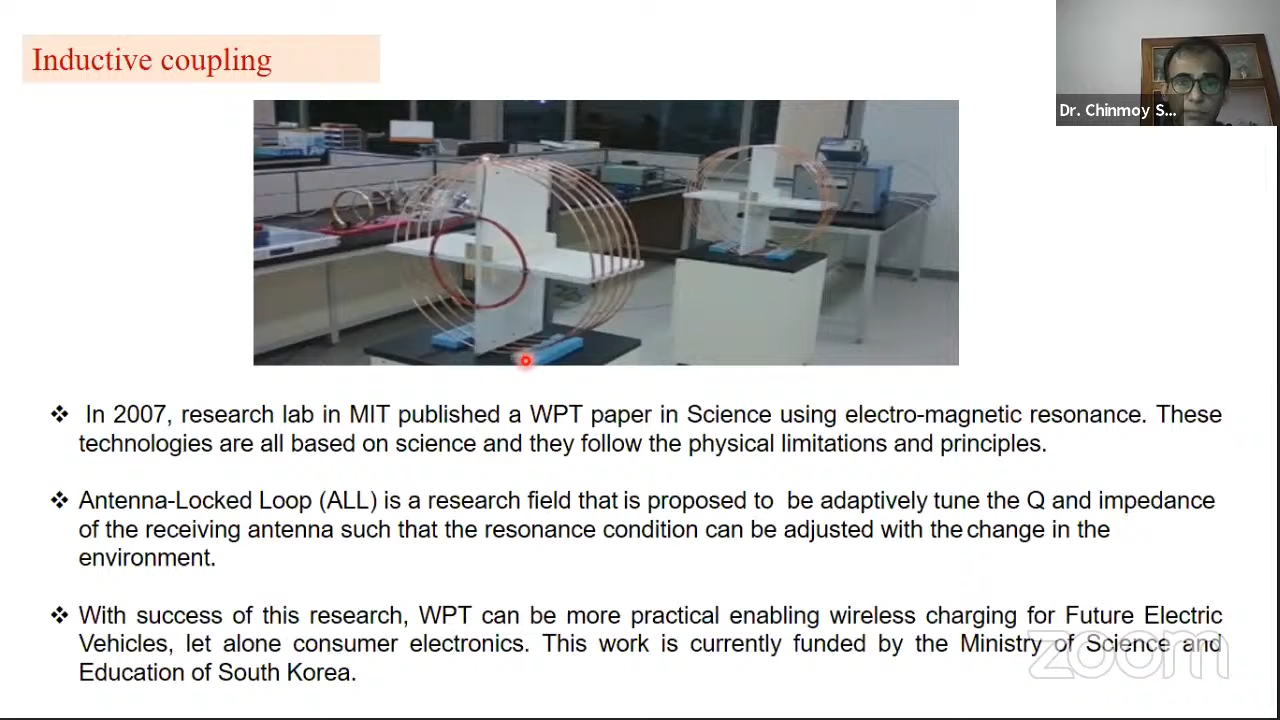 Inductive coupling
Dr. Chinmoy S...
❖ In 2007, research lab in MIT published a WPT paper in Science using electro-magnetic resonance. These
technologies are all based on science and they follow the physical limitations and principles.
❖ Antenna-Locked Loop (ALL) is a research field that is proposed to be adaptively tune the Q and impedance
of the receiving antenna such that the resonance condition can be adjusted with the change in the
environment.
❖ With success of this research, WPT can be more practical enabling wireless charging for Future Electric
Vehicles, let alone consumer electronics. This work is currently funded by the Ministry of Science and
Education of South Korea.
zoom